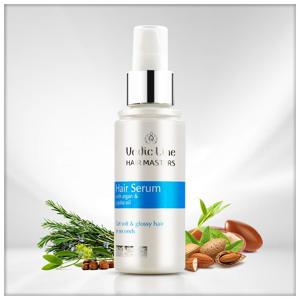 Vedic Line
HAIR MASTERS
Hair Serum
with argan &
jojoba oil
Get soft & glossy hair
in seconds